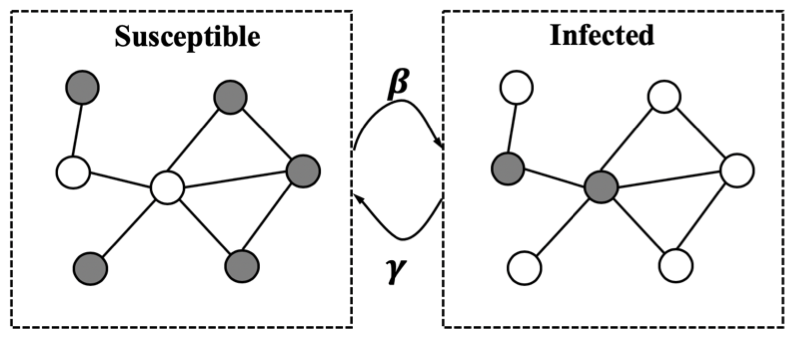 Susceptible
Infected
β
γ